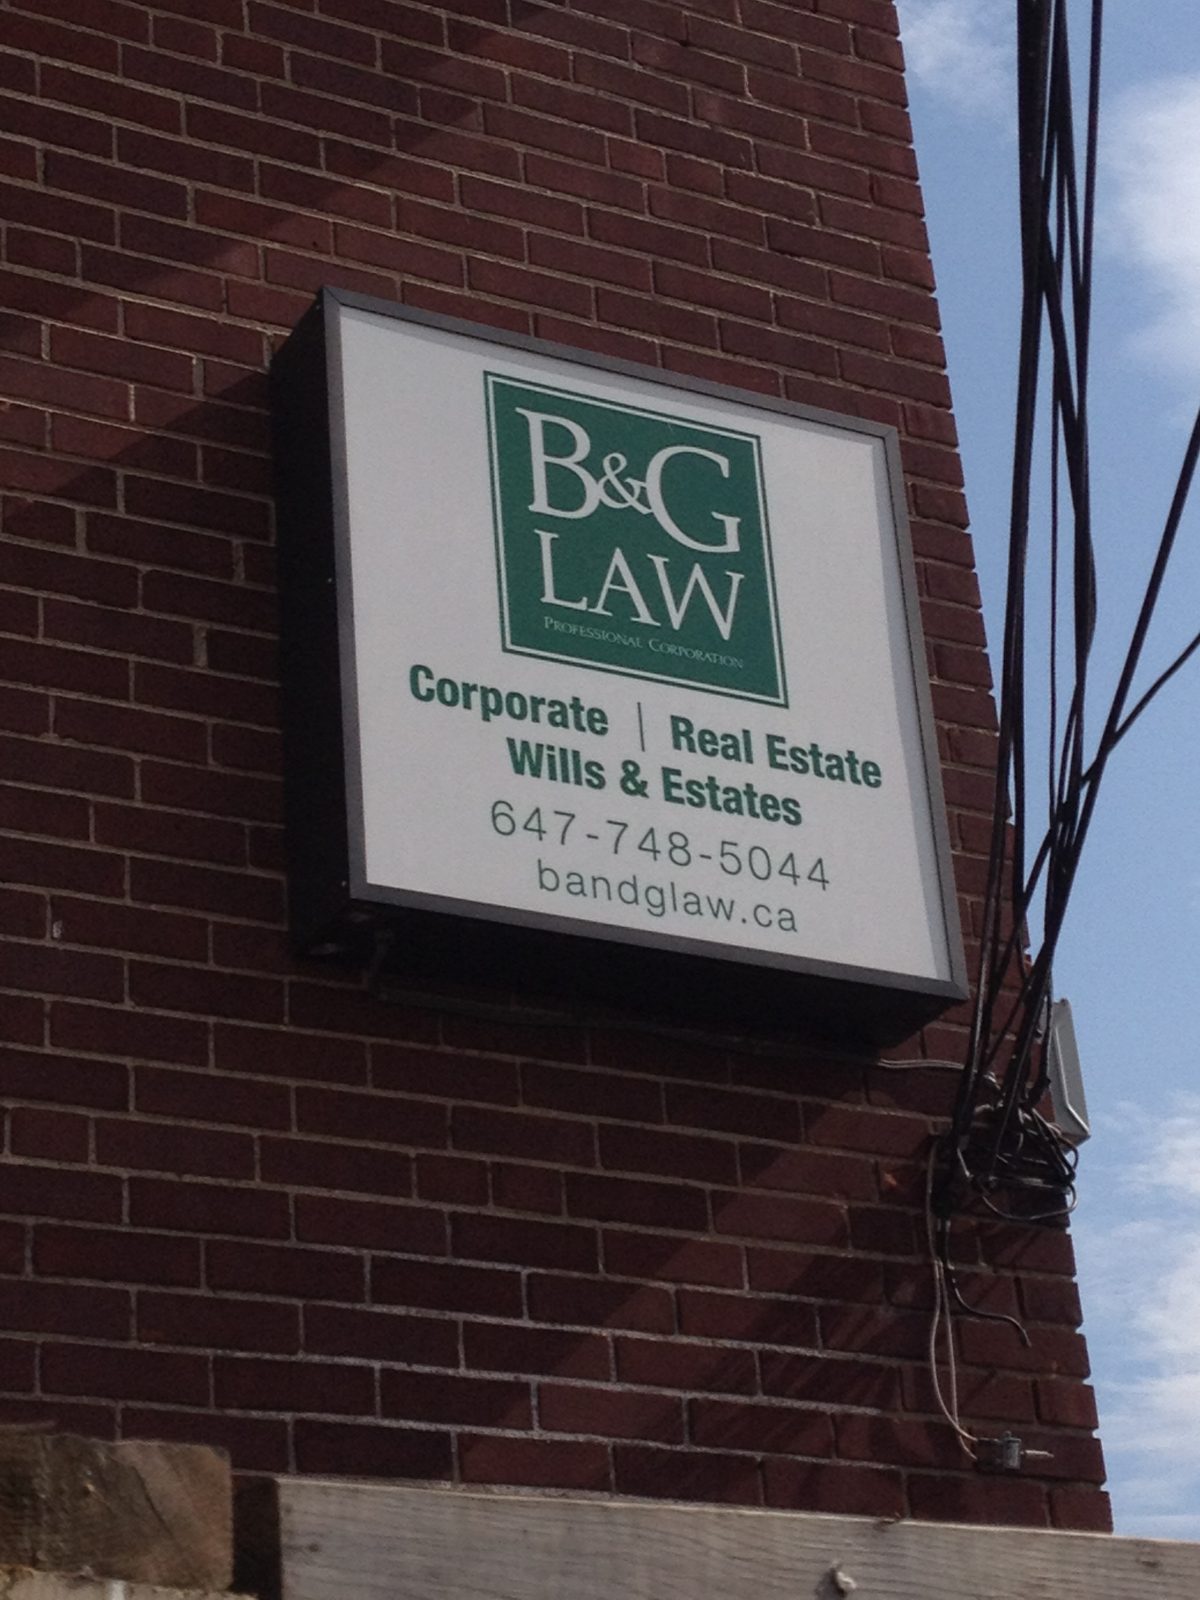 B&G
LAW
PROFESSIONAL CORPORATION
Corporate | Real Estate
Wills & Estates
647-748-5044
bandglaw.ca